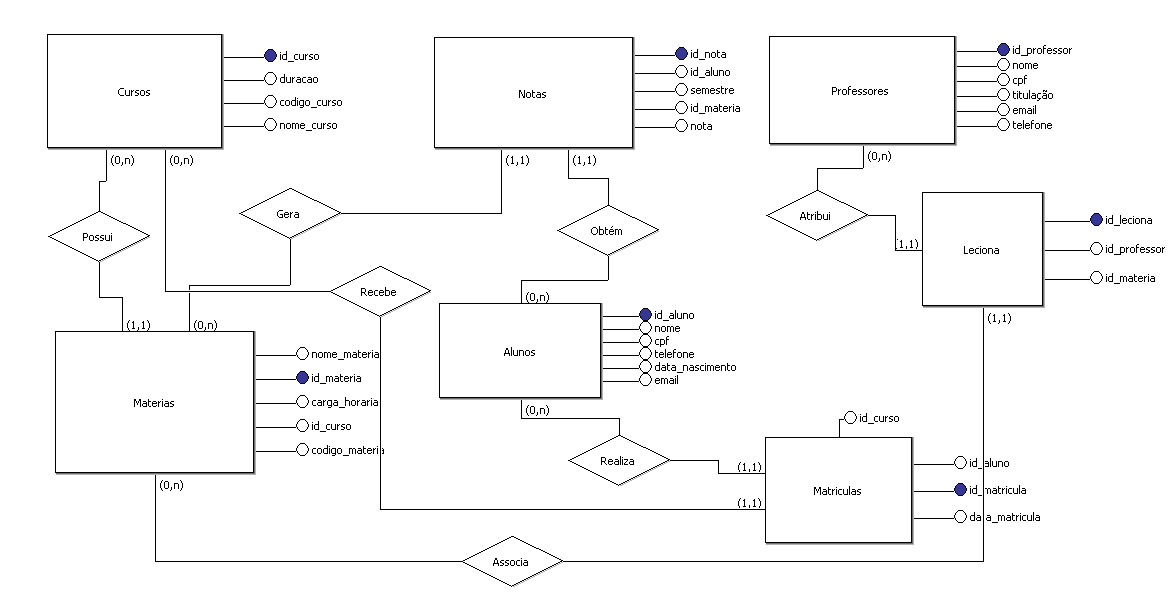 Cursos
id_curso
duracao
codigo_curso
nome_curso
Notas
id_nota
id_aluno
semestre
id_materia
nota
Professores
id_professor
nome
cpf
titulação
email
telefone
(0,n)
(0,n)
(1,1)
(1,1)
(0,n)
Possui
Gera
Obtém
Atribui
(1,1)
Leciona
id_leciona
id_professor
id_materia
Recebe
(1,1)
(0,n)
(0,n)
(1,1)
Materias
nome_materia
id_materia
carga_horaria
id_curso
codigo_materia
Alunos
id_aluno
nome
cpf
telefone
data_nascimento
email
(0,n)
Realiza
(1,1)
(1,1)
id_curso
Matriculas
id_aluno
id_matricula
data_matricula
(0,n)
Associa